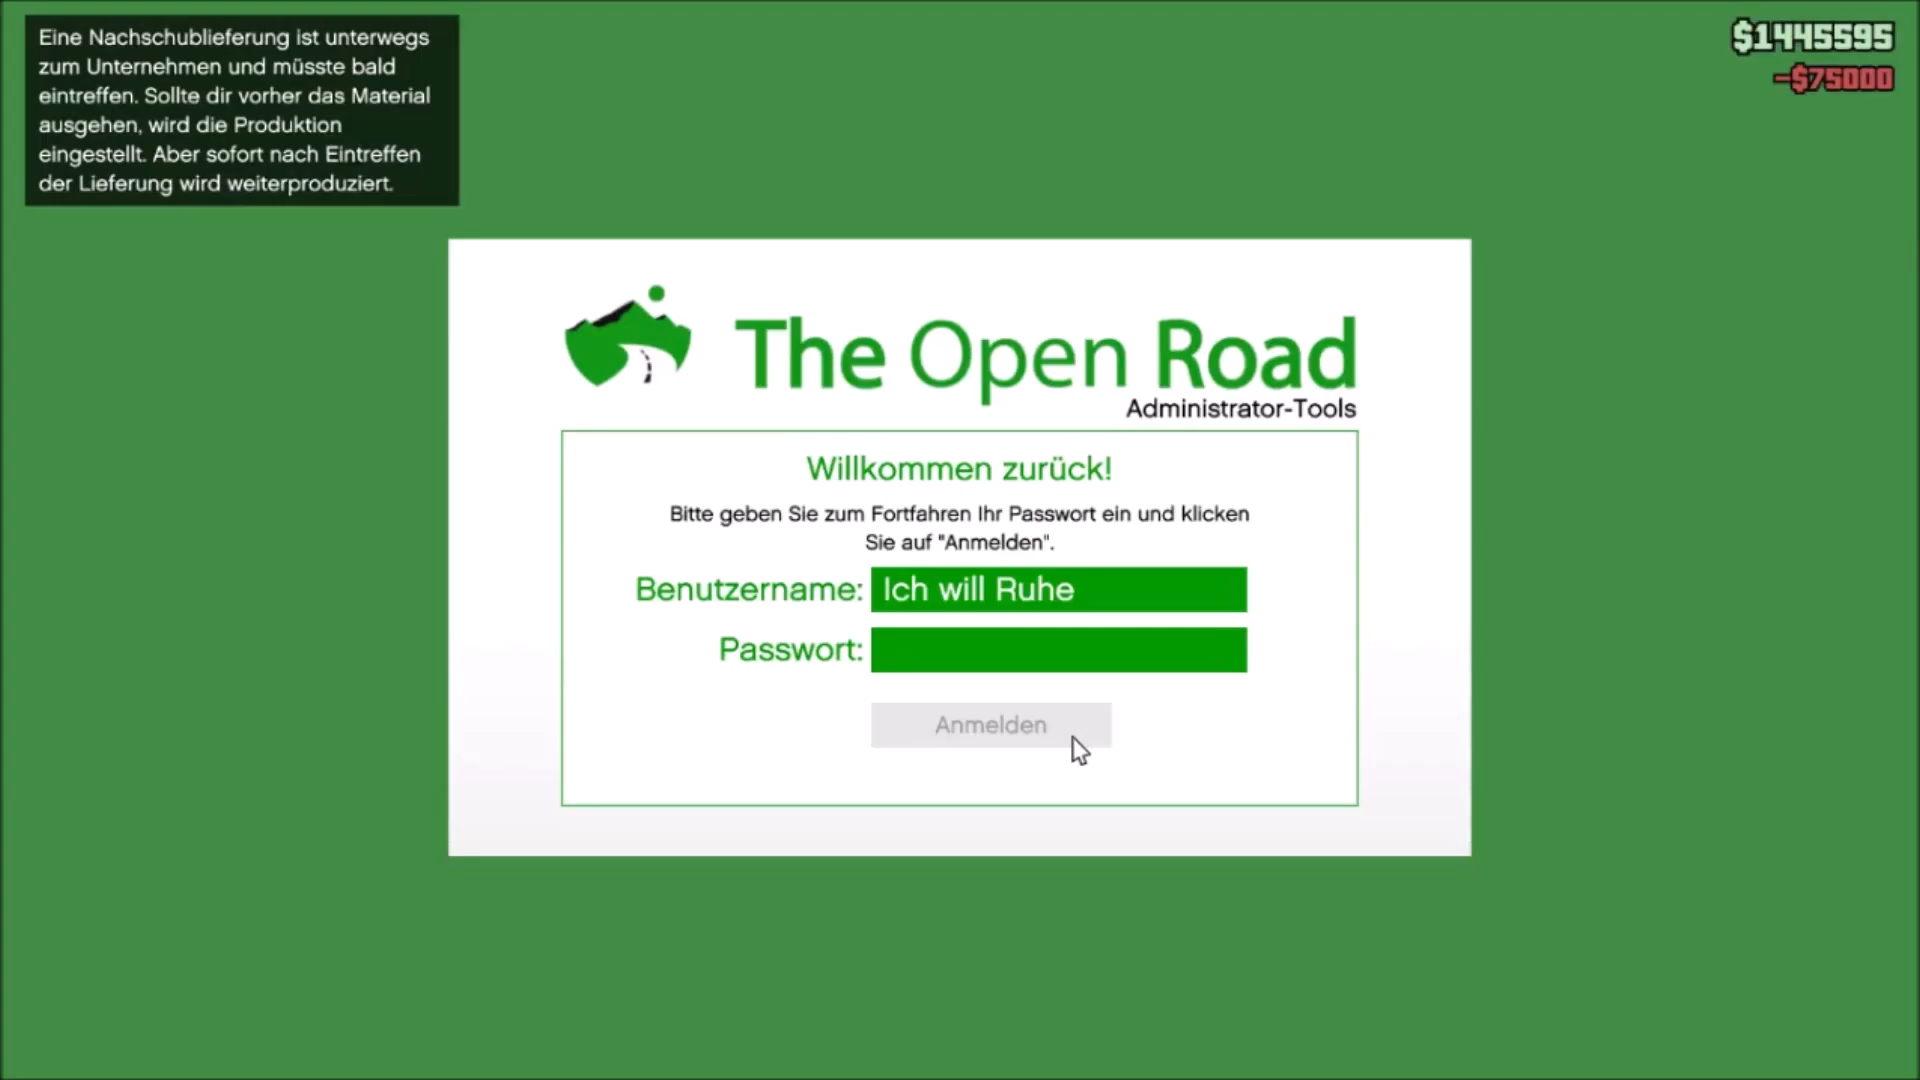 Eine Nachschublieferung ist unterwegs
zum Unternehmen und müsste bald
eintreffen. Sollte dir vorher das Material
ausgehen, wird die Produktion
eingestellt. Aber sofort nach Eintreffen
der Lieferung wird weiterproduziert.
$1445595
-$75000
The Open Road
Administrator-Tools
Willkommen zurück!
Bitte geben Sie zum Fortfahren Ihr Passwort ein und klicken
Sie auf "Anmelden".
Benutzername: Ich will Ruhe
Passwort:
Anmelden